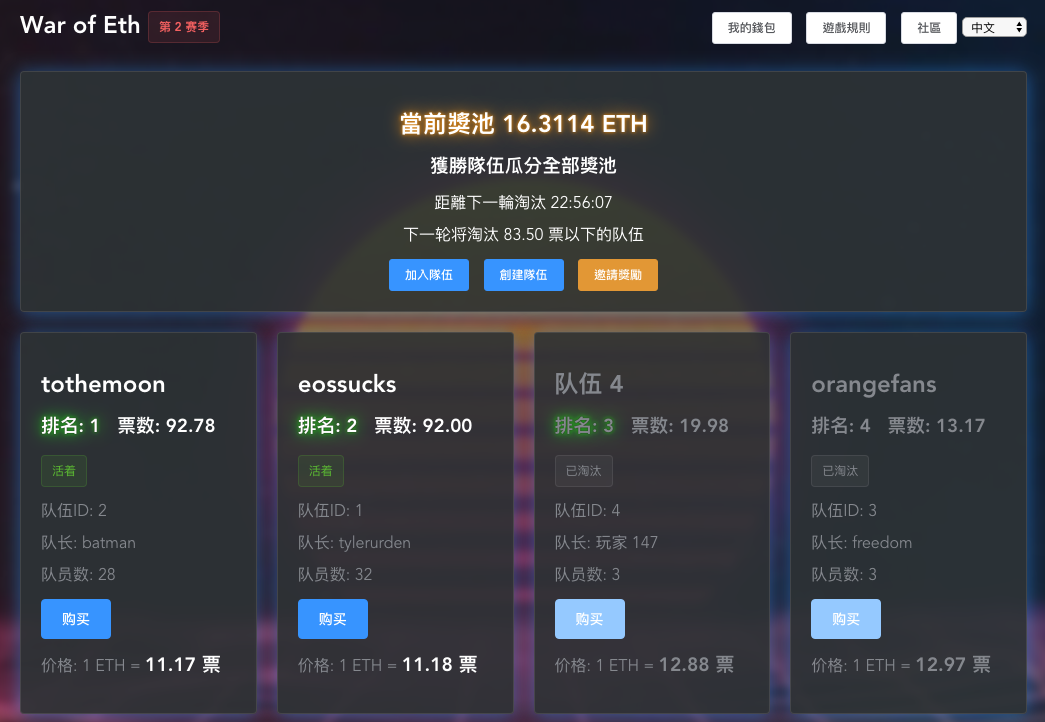 War of Eth 第 2 赛季 我的錢包 遊戲規則 社區 中文
當前獎池 16.3114 ETH
獲勝隊伍瓜分全部獎池
距離下一輪淘汰 22:56:07
下一轮将淘汰 83.50 票以下的队伍
加入隊伍 創建隊伍 邀請獎勵
tothemoon
排名: 1 票数: 92.78
活着
队伍ID: 2
队长: batman
队员数: 28
购买
价格: 1 ETH = 11.17 票
eossucks
排名: 2 票数: 92.00
活着
队伍ID: 1
队长: tylerurden
队员数: 32
购买
价格: 1 ETH = 11.18 票
队伍 4
排名: 3 票数: 19.98
已淘汰
队伍ID: 4
队长: 玩家 147
队员数: 3
购买
价格: 1 ETH = 12.88 票
orangefans
排名: 4 票数: 13.17
已淘汰
队伍ID: 3
队长: freedom
队员数: 3
购买
价格: 1 ETH = 12.97 票